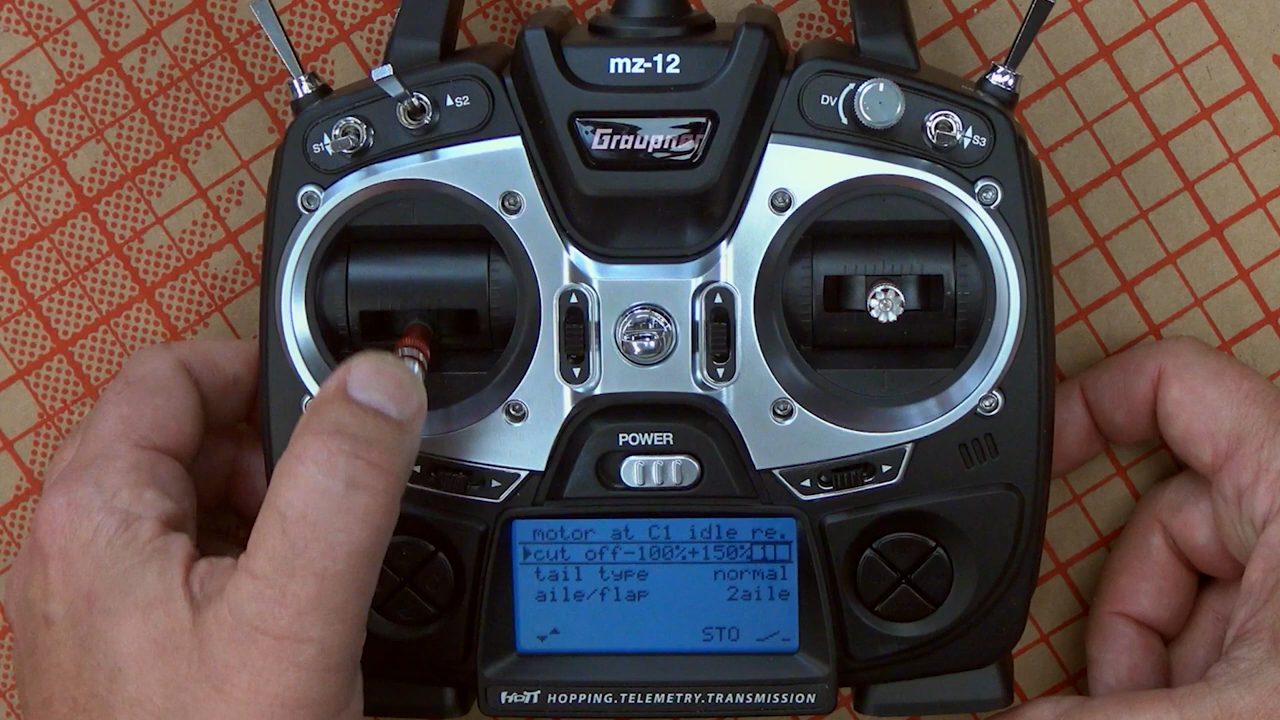 mz-12
S2
DV
S1
S3
Graupner
POWER
motor at C1 idle re.
cut off-100%+150%1
tail type normal
aile/flap 2aile
STO
HoTT HOPPING.TELEMETRY.TRANSMISSION